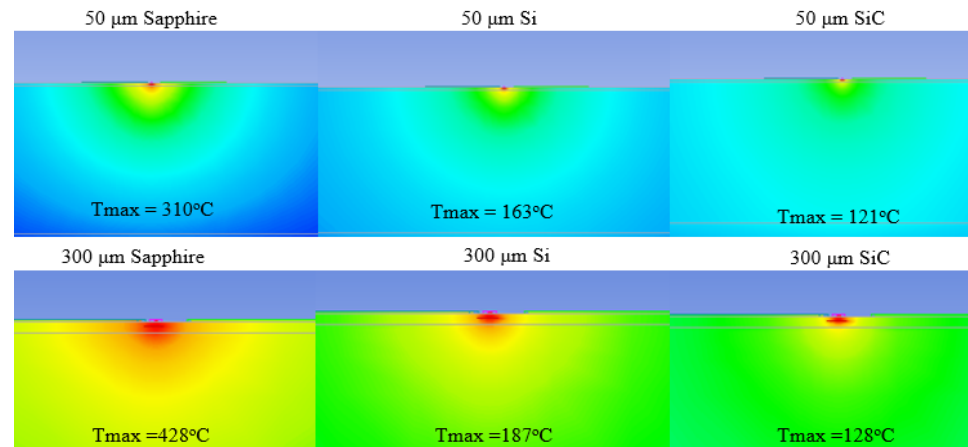 50 μm Sapphire
50 μm Si
50 μm SiC
Tmax = 310°C
Tmax = 163°C
Tmax = 121°C
300 μm Sapphire
300 μm Si
300 μm SiC
Tmax =428°C
Tmax =187°C
Tmax =128°C